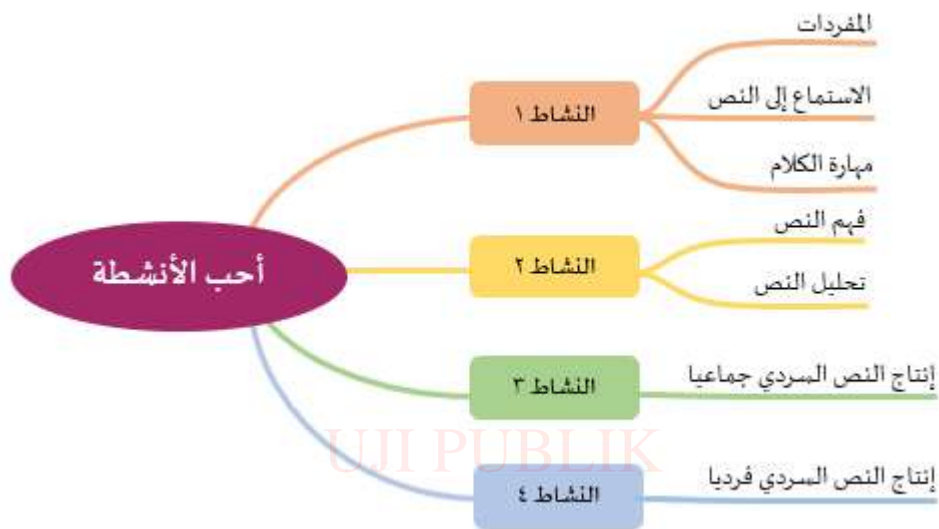 أحب الأنشطة
النشاط ١
المفردات
الاستماع إلى النص
مهارة الكلام
النشاط ٢
فهم النص
تحليل النص
النشاط ٣
إنتاج النص السردي جماعيا
النشاط ٤
إنتاج النص السردي فرديا
UJI PUBLIK